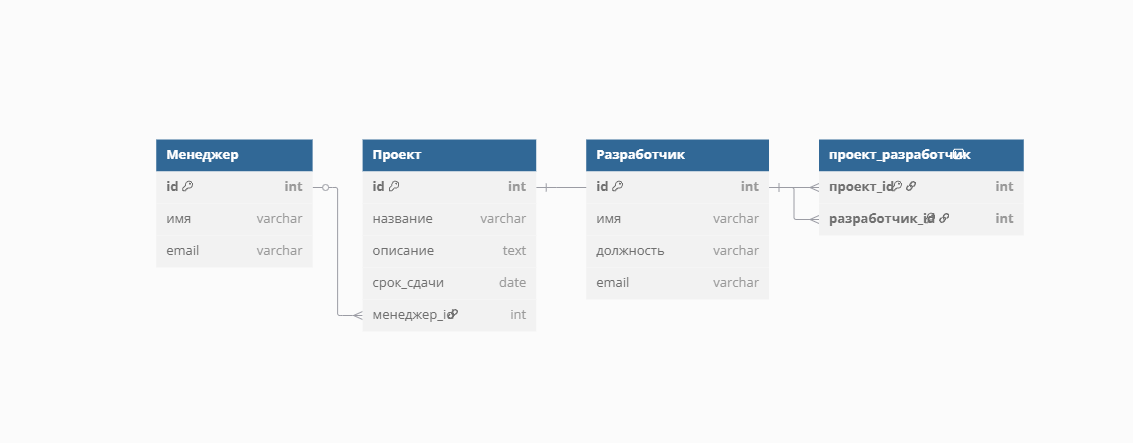 Менеджер
id int
имя varchar
email varchar
Проект
id int
название varchar
описание text
срок_сдачи date
менеджер_id int
Разработчик
id int
имя varchar
должность varchar
email varchar
проект_разработчик
проект_id int
разработчик_id int